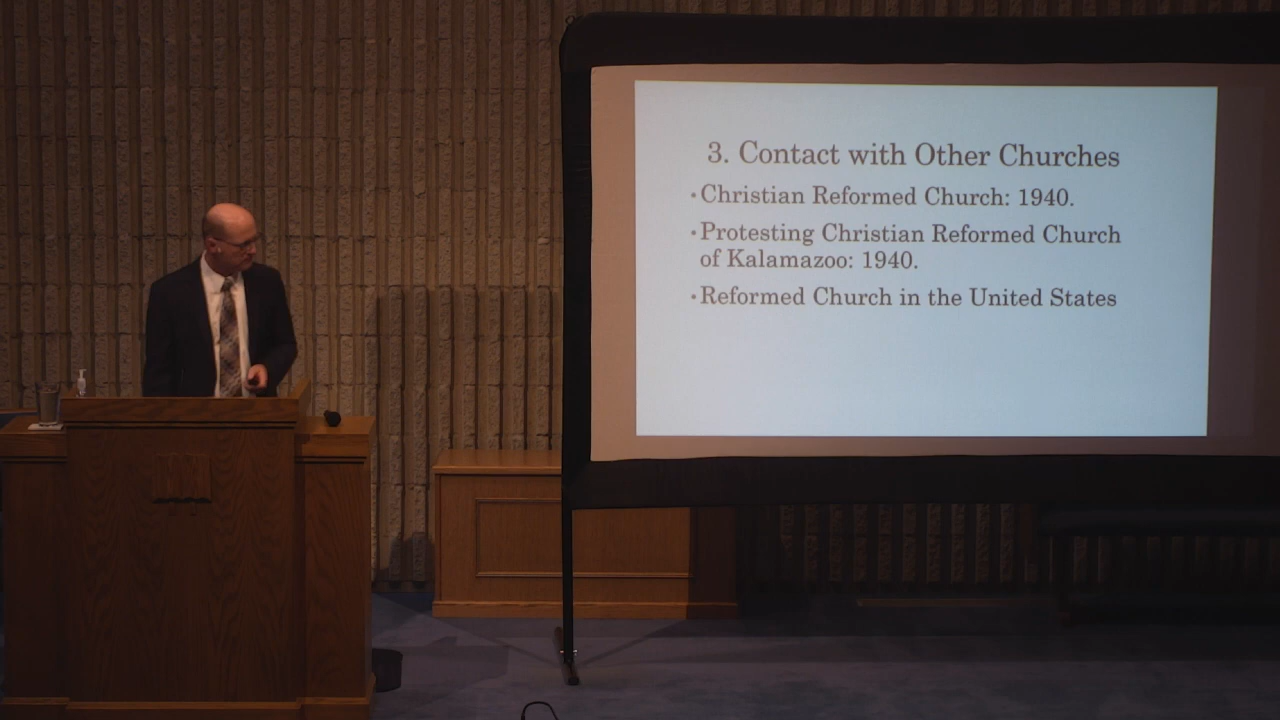 3. Contact with Other Churches
•Christian Reformed Church: 1940.
•Protesting Christian Reformed Church
of Kalamazoo: 1940.
•Reformed Church in the United States